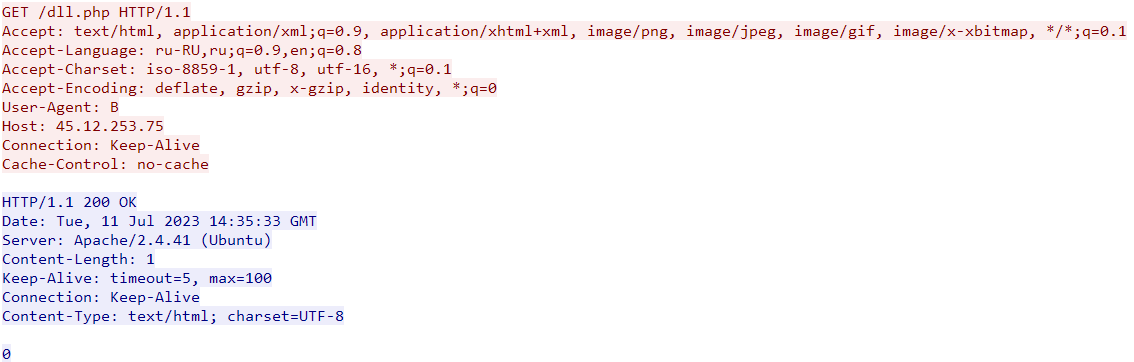 GET /dll.php HTTP/1.1
Accept: text/html, application/xml;q=0.9, application/xhtml+xml, image/png, image/jpeg, image/gif, image/x-xbitmap, */*;q=0.1
Accept-Language: ru-RU,ru;q=0.9,en;q=0.8
Accept-Charset: iso-8859-1, utf-8, utf-16, *;q=0.1
Accept-Encoding: deflate, gzip, x-gzip, identity, *;q=0
User-Agent: B
Host: 45.12.253.75
Connection: Keep-Alive
Cache-Control: no-cache

HTTP/1.1 200 OK
Date: Tue, 11 Jul 2023 14:35:33 GMT
Server: Apache/2.4.41 (Ubuntu)
Content-Length: 1
Keep-Alive: timeout=5, max=100
Connection: Keep-Alive
Content-Type: text/html; charset=UTF-8

0